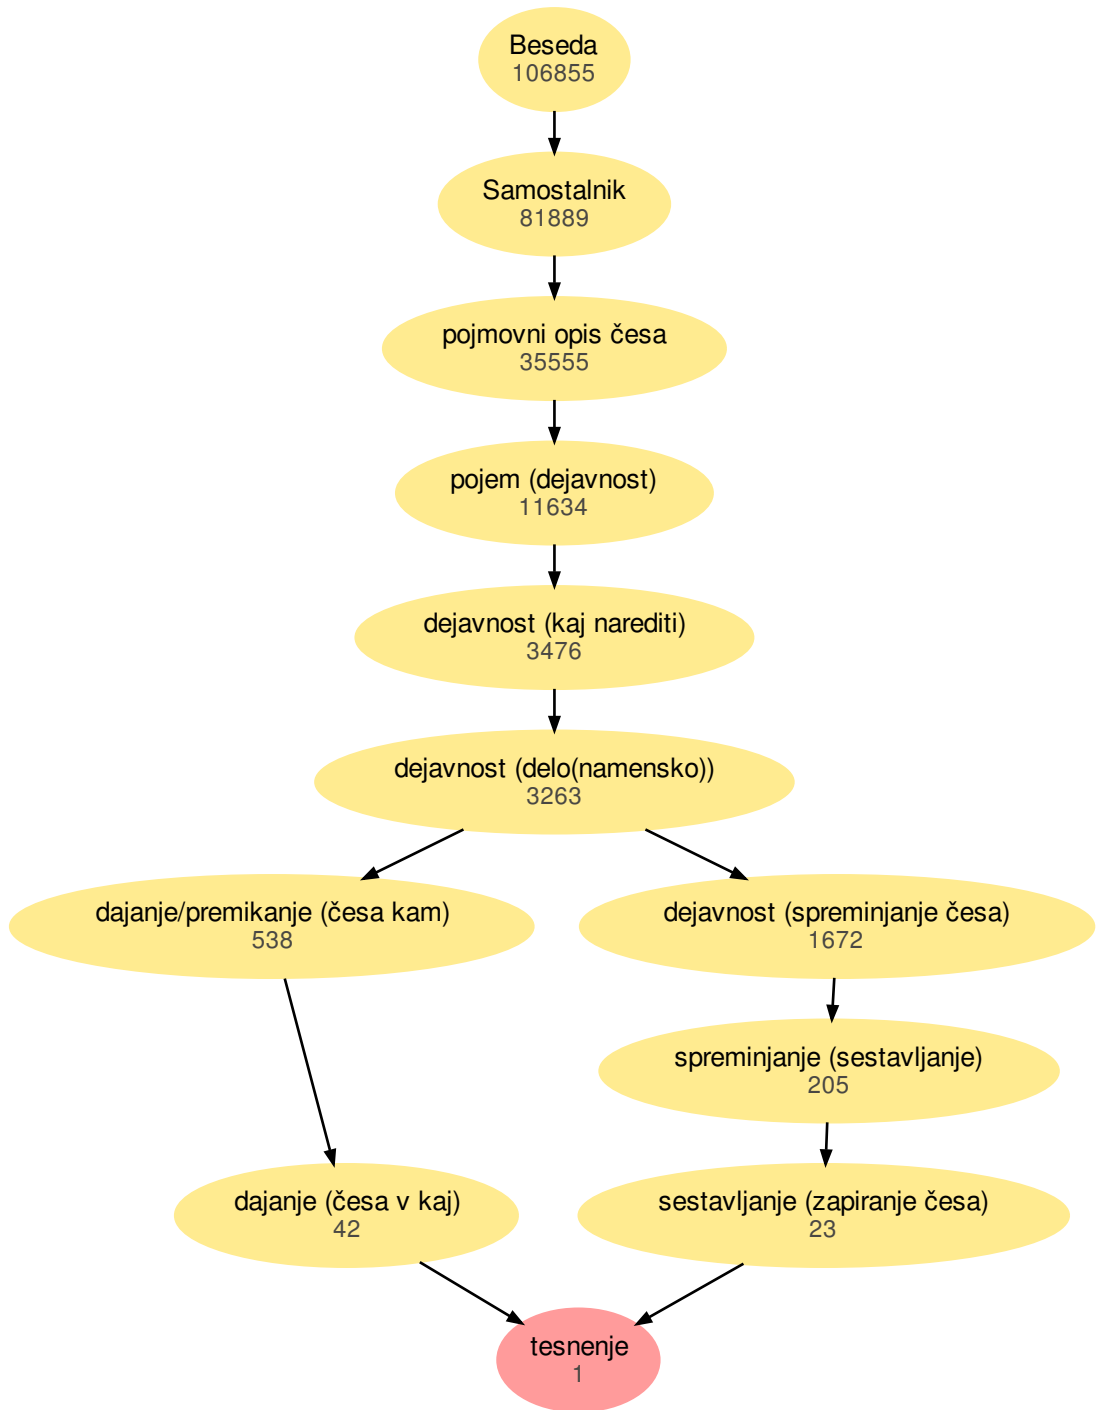 Beseda
106855
Samostalnik
81889
pojmovni opis česa
35555
pojem (dejavnost)
11634
dejavnost (kaj narediti)
3476
dejavnost (delo(namensko))
3263
dajanje/premikanje (česa kam)
538
dejavnost (spreminjanje česa)
1672
spreminjanje (sestavljanje)
205
dajanje (česa v kaj)
42
sestavljanje (zapiranje česa)
23
tesnenje
1